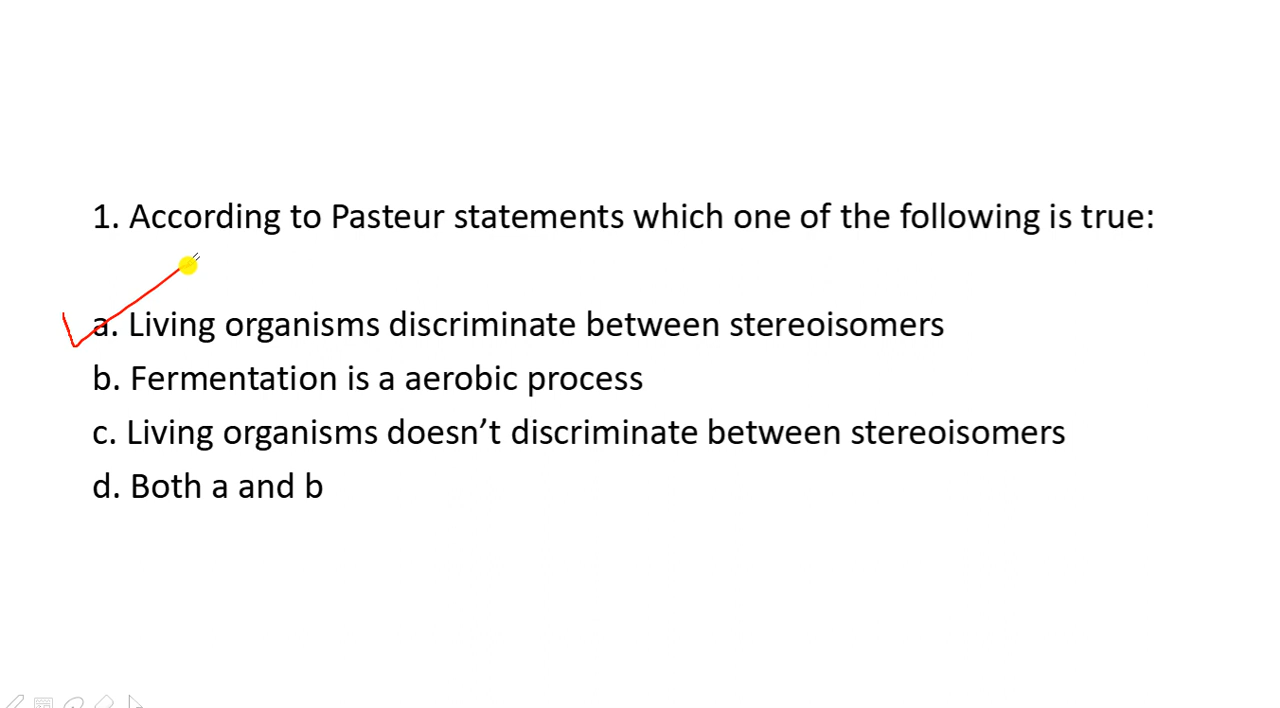 1. According to Pasteur statements which one of the following is true:
a. Living organisms discriminate between stereoisomers
b. Fermentation is a aerobic process
c. Living organisms doesn’t discriminate between stereoisomers
d. Both a and b